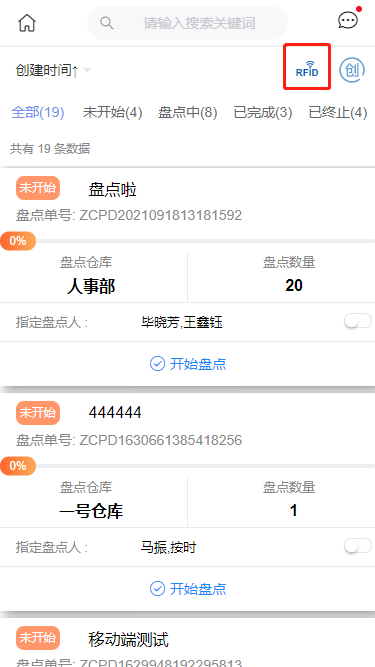 请输入搜索关键词
创建时间↑ RFID 创
全部(19) 未开始(4) 盘点中(8) 已完成(3) 已终止(4)
共有 19 条数据
未开始 盘点啦
盘点单号: ZCPD2021091813181592
0%
盘点仓库 盘点数量
人事部 20
指定盘点人 : 毕晓芳,王鑫钰
开始盘点
未开始 444444
盘点单号: ZCPD1630661385418256
0%
盘点仓库 盘点数量
一号仓库 1
指定盘点人 : 马振,按时
开始盘点
未开始 移动端测试
盘点单号: ZCPD1629948192295813